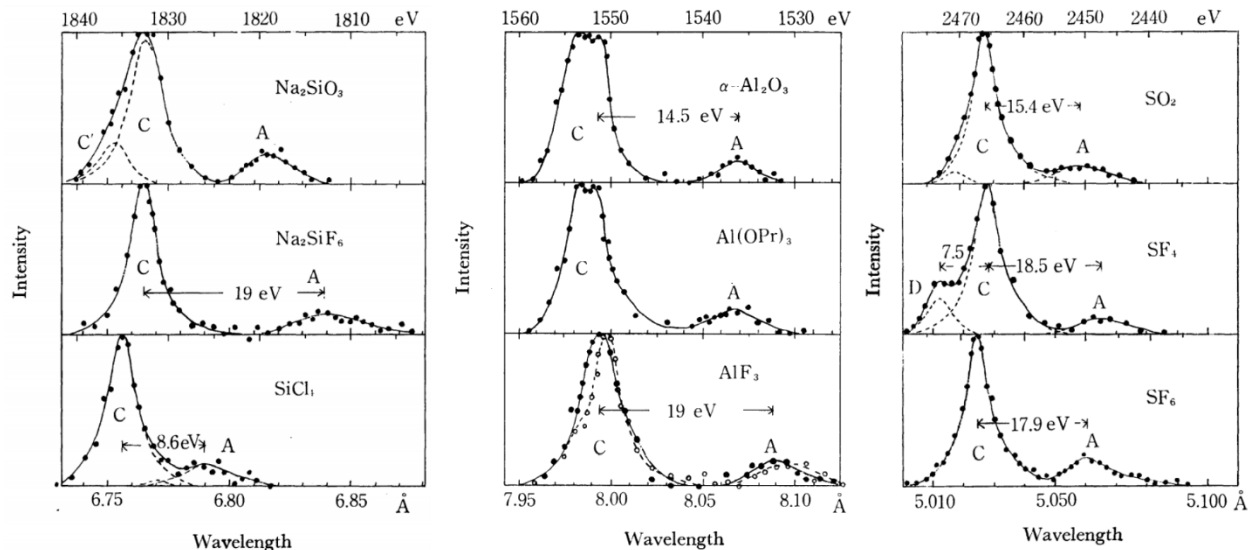 1840 1830 1820 1810 eV
Na₂SiO₃
C'
C
A
Na₂SiF₆
C
A
19 eV
SiCl₄
C
8.6eV
A
6.75 6.80 6.85 Å
Intensity
Wavelength
1560 1550 1540 1530 eV
α-Al₂O₃
14.5 eV
C
A
Al(OPr)₃
C
A
AlF₃
19 eV
C
A
7.95 8.00 8.05 8.10 Å
Intensity
Wavelength
2470 2460 2450 2440 eV
SO₂
15.4 eV
C
A
SF₄
7.5
18.5 eV
D
C
A
SF₆
17.9 eV
C
A
5.010 5.050 5.100 Å
Intensity
Wavelength